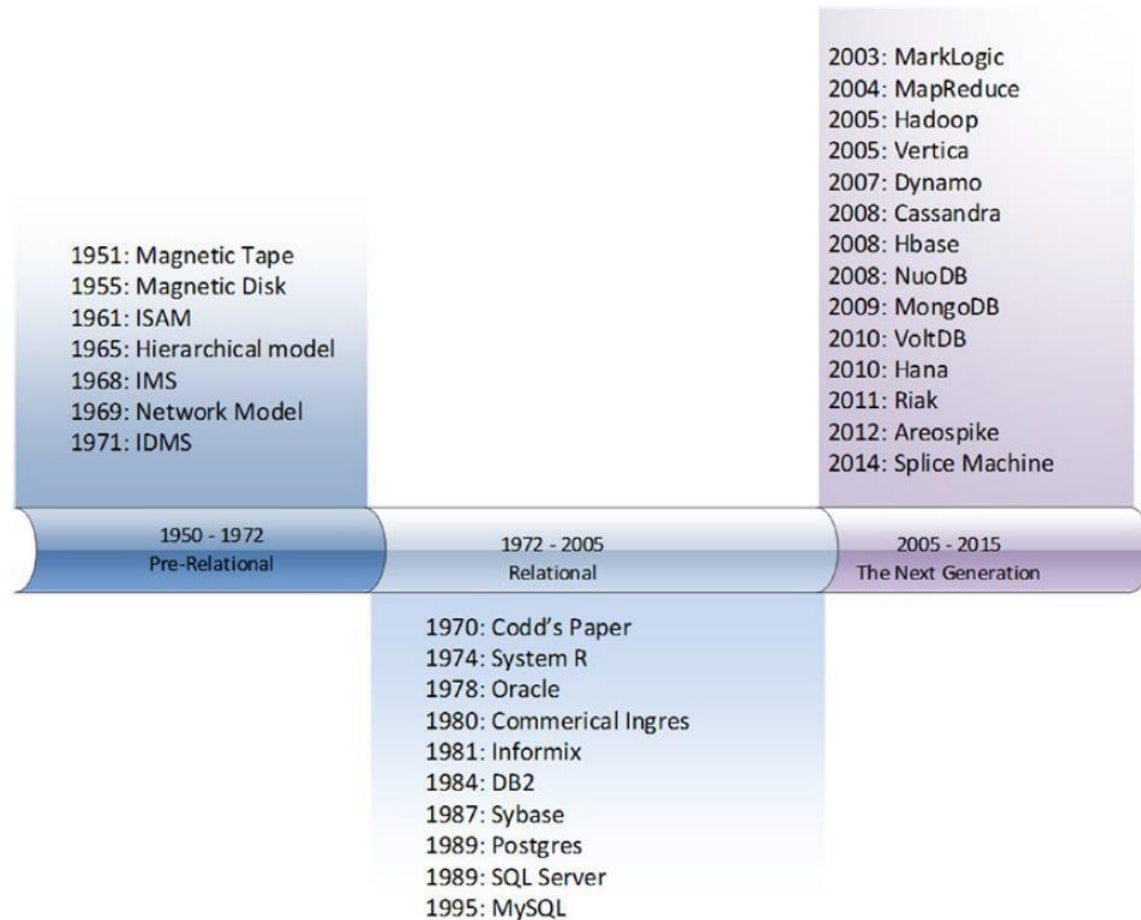 1951: Magnetic Tape
1955: Magnetic Disk
1961: ISAM
1965: Hierarchical model
1968: IMS
1969: Network Model
1971: IDMS
1950 - 1972
Pre-Relational
1972 - 2005
Relational
1970: Codd’s Paper
1974: System R
1978: Oracle
1980: Commerical Ingres
1981: Informix
1984: DB2
1987: Sybase
1989: Postgres
1989: SQL Server
1995: MySQL
2003: MarkLogic
2004: MapReduce
2005: Hadoop
2005: Vertica
2007: Dynamo
2008: Cassandra
2008: Hbase
2008: NuoDB
2009: MongoDB
2010: VoltDB
2010: Hana
2011: Riak
2012: Areospike
2014: Splice Machine
2005 - 2015
The Next Generation